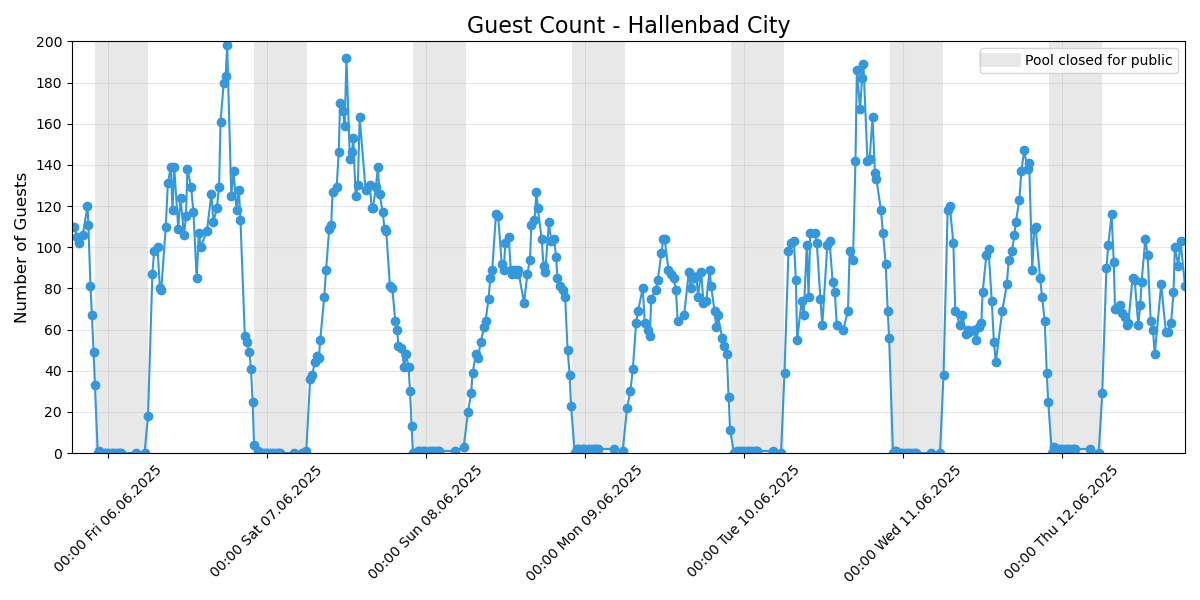 Guest Count - Hallenbad City
Pool closed for public
Number of Guests
200
180
160
140
120
100
80
60
40
20
0
00:00 Fri 06.06.2025
00:00 Sat 07.06.2025
00:00 Sun 08.06.2025
00:00 Mon 09.06.2025
00:00 Tue 10.06.2025
00:00 Wed 11.06.2025
00:00 Thu 12.06.2025